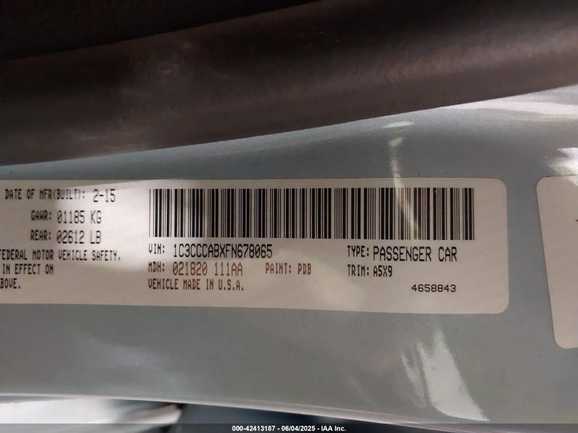 DATE OF MFR(BUILT): 2-15
GAWR: 01185 KG
REAR: 02612 LB
FEDERAL MOTOR VEHICLE SAFETY.
IN EFFECT ON
ABOVE.
VIN: 1C3CCCABXFN678065
TYPE: PASSENGER CAR
MDH: 021820 111AA
PAINT: PDB
TRIM: A5X9
VEHICLE MADE IN U.S.A.
4658843
000-42413187 - 06/04/2025 - IAA Inc.